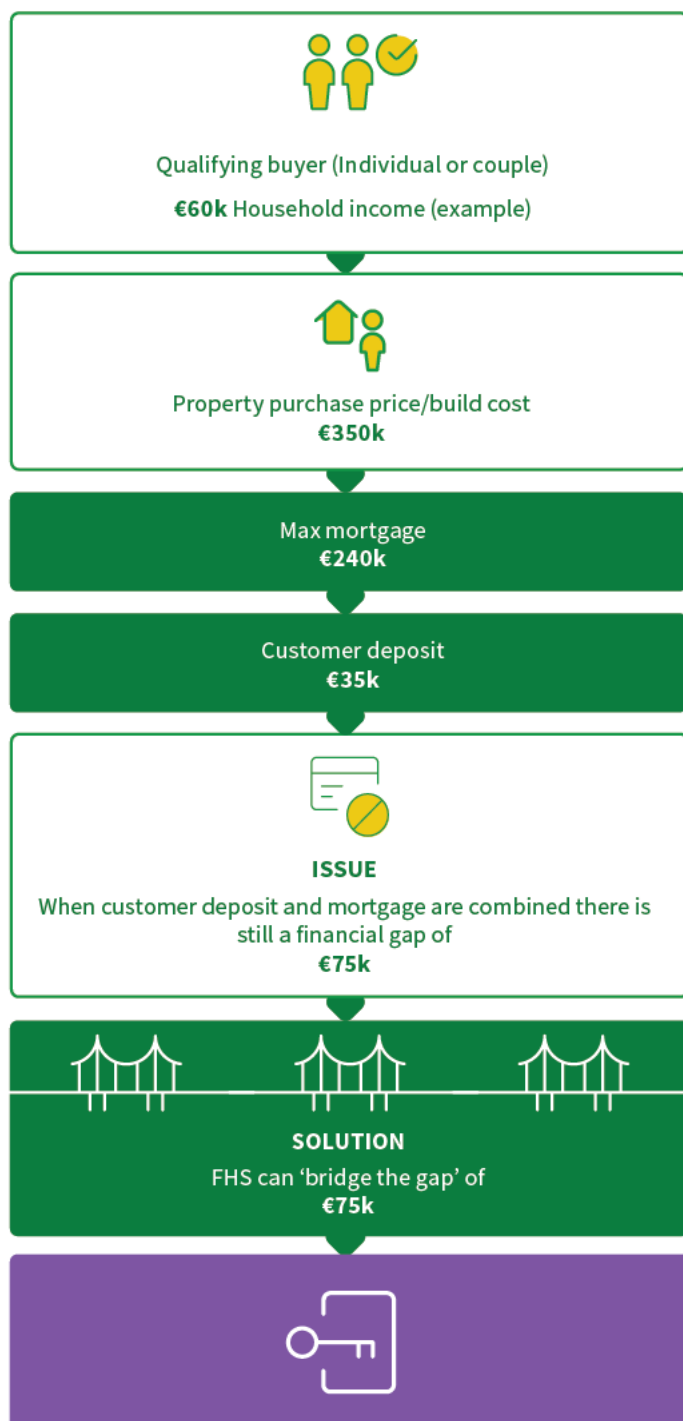 Qualifying buyer (Individual or couple)
€60k Household income (example)
Property purchase price/build cost
€350k
Max mortgage
€240k
Customer deposit
€35k
ISSUE
When customer deposit and mortgage are combined there is
still a financial gap of
€75k
SOLUTION
FHS can ‘bridge the gap’ of
€75k